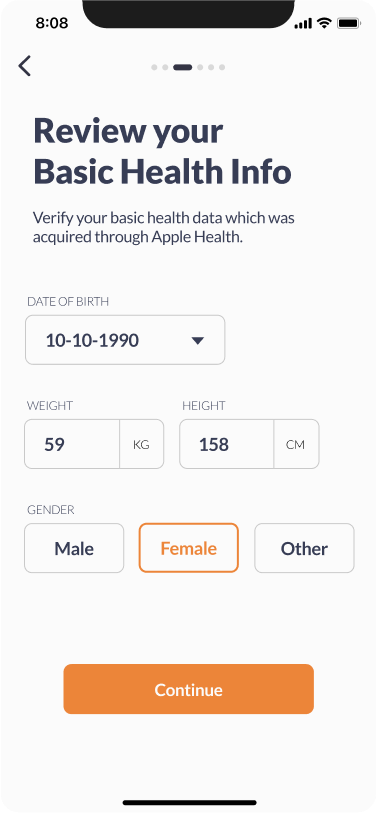 8:08
Review your
Basic Health Info
Verify your basic health data which was
acquired through Apple Health.
DATE OF BIRTH
10-10-1990
WEIGHT HEIGHT
59 KG 158 CM
GENDER
Male Female Other
Continue